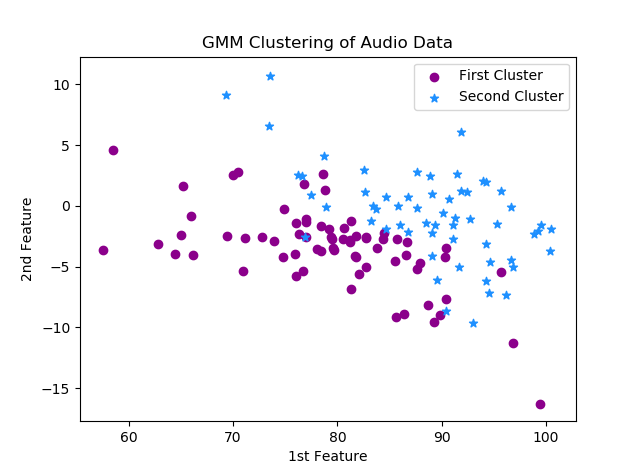 GMM Clustering of Audio Data
First Cluster
Second Cluster
10
5
0
−5
−10
−15
2nd Feature
60 70 80 90 100
1st Feature